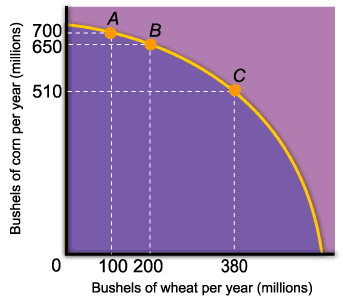 Bushels of corn per year (millions)
700
650
510
A
B
C
0
100 200 380
Bushels of wheat per year (millions)